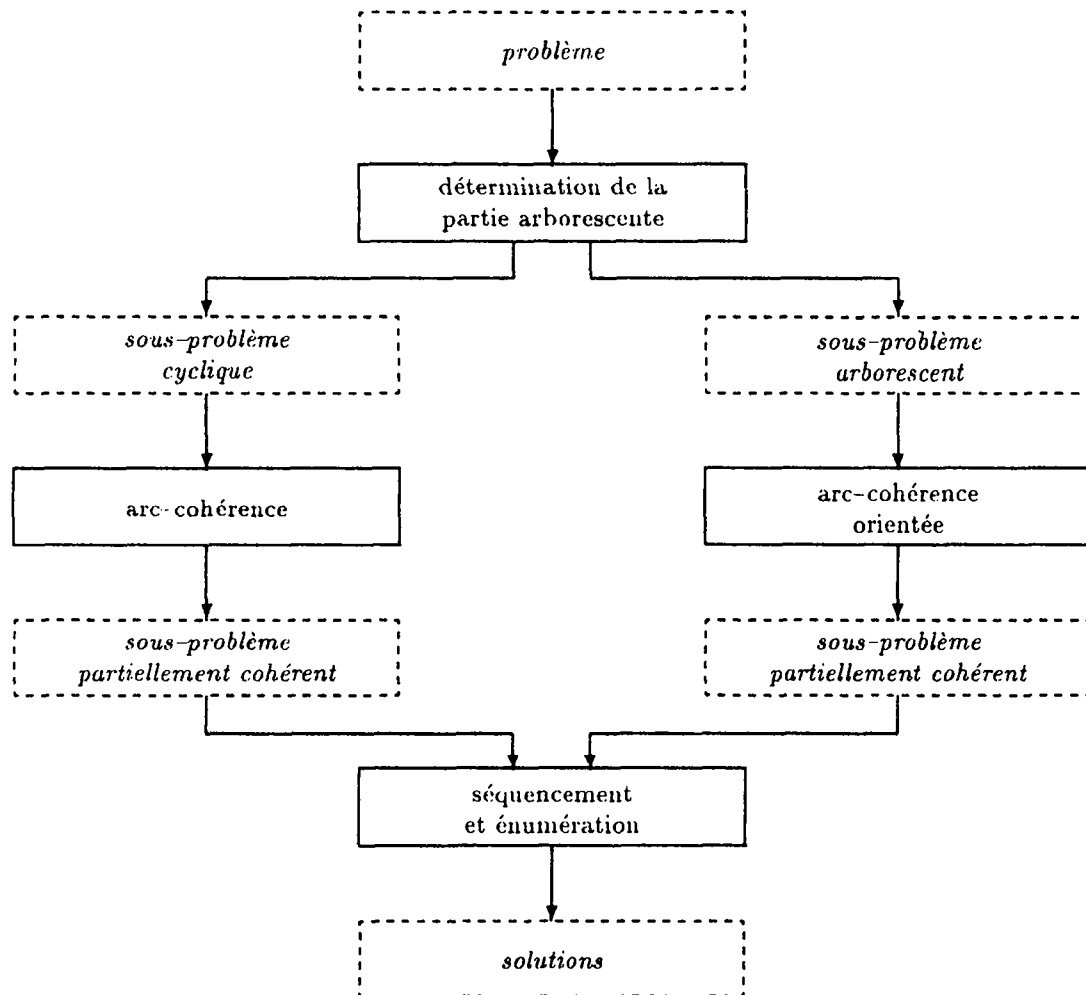 problème
détermination de la
partie arborescente
sous-problème
cyclique
sous-problème
arborescent
arc-cohérence
arc-cohérence
orientée
sous-problème
partiellement cohérent
sous-problème
partiellement cohérent
séquencement
et énumération
solutions